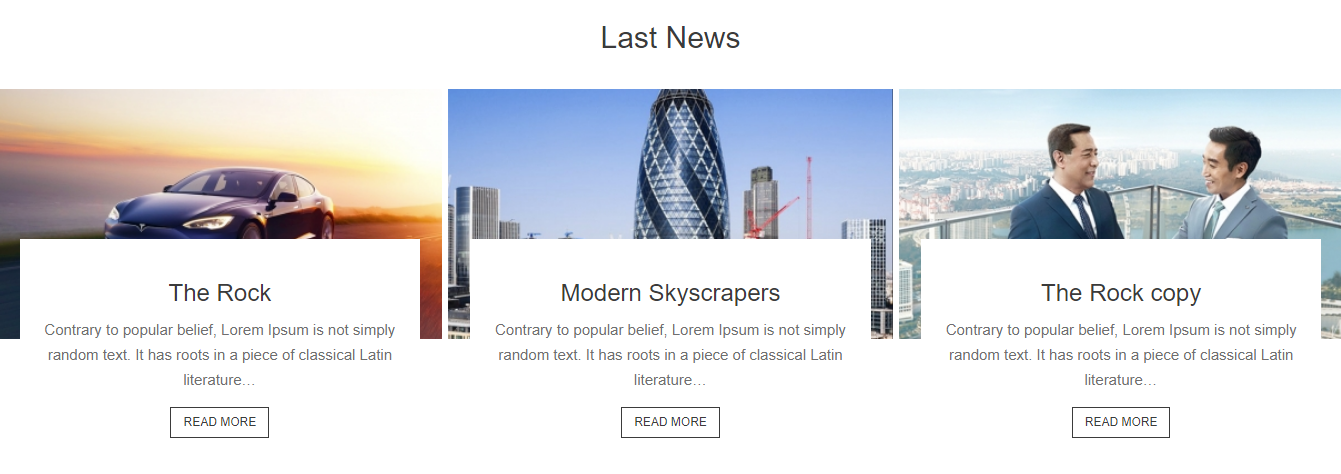 Last News
The Rock
Contrary to popular belief, Lorem Ipsum is not simply
random text. It has roots in a piece of classical Latin
literature…
READ MORE
Modern Skyscrapers
Contrary to popular belief, Lorem Ipsum is not simply
random text. It has roots in a piece of classical Latin
literature…
READ MORE
The Rock copy
Contrary to popular belief, Lorem Ipsum is not simply
random text. It has roots in a piece of classical Latin
literature…
READ MORE